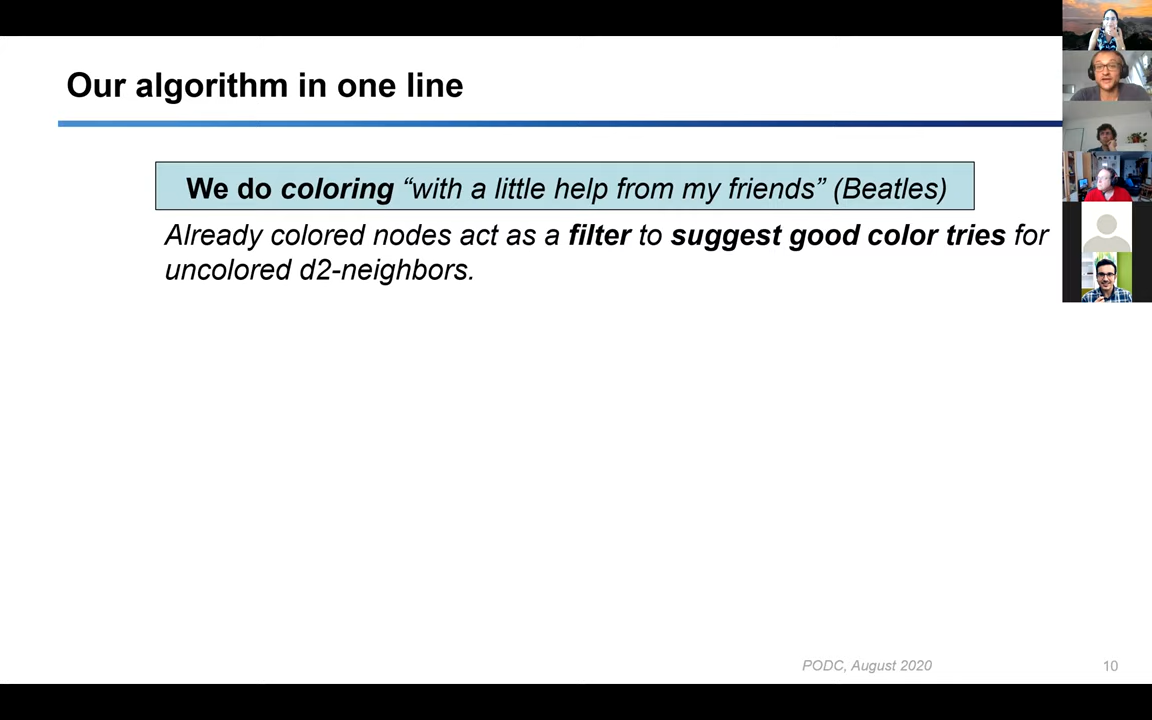 Our algorithm in one line
We do coloring “with a little help from my friends” (Beatles)
Already colored nodes act as a filter to suggest good color tries for
uncolored d2-neighbors.
PODC, August 2020
10